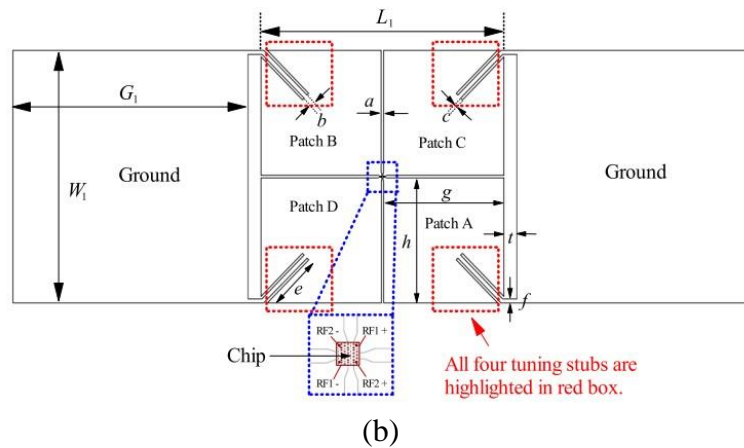 L₁
G₁
a
b
c
Patch B
Patch C
Ground
Ground
W₁
g
Patch D
h
Patch A
t
e
f
RF2 -
RF1 +
Chip
RF1 -
RF2 +
All four tuning stubs are
highlighted in red box.
(b)